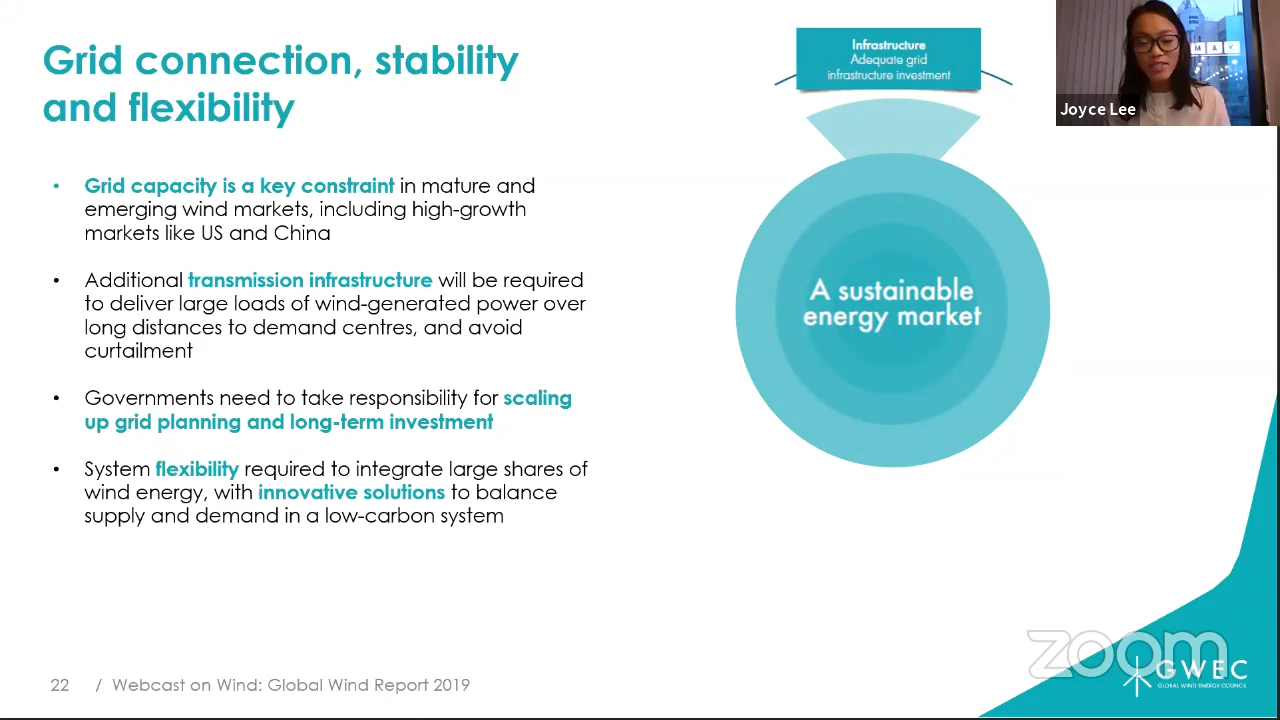 Grid connection, stability
and flexibility
• Grid capacity is a key constraint in mature and
emerging wind markets, including high-growth
markets like US and China
• Additional transmission infrastructure will be required
to deliver large loads of wind-generated power over
long distances to demand centres, and avoid
curtailment
• Governments need to take responsibility for scaling
up grid planning and long-term investment
• System flexibility required to integrate large shares of
wind energy, with innovative solutions to balance
supply and demand in a low-carbon system
Infrastructure
Adequate grid
infrastructure investment
A sustainable
energy market
M A
Joyce Lee
22 / Webcast on Wind: Global Wind Report 2019
zoom
GWEC
GLOBAL WIND ENERGY COUNCIL